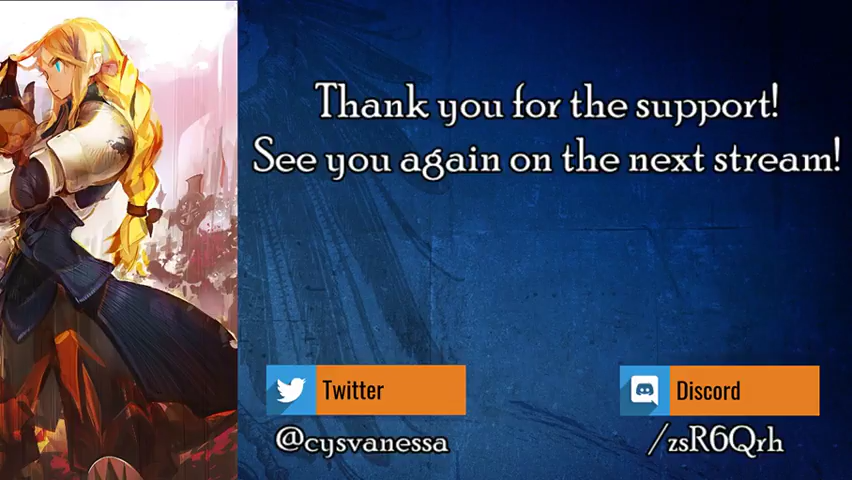 Thank you for the support!
See you again on the next stream!
Twitter
Discord
@cysvanessa
/zsR6Qrh